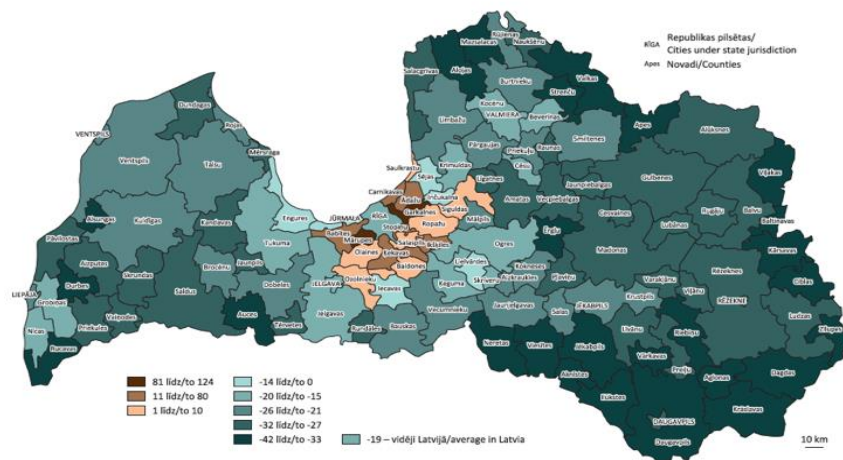 Republikas pilsētas/
RĪGA Cities under state jurisdiction
Apes Novadi/Counties
Rūjienas
Naukšēnu
Mazsalacas
Alojas
Valkas
Salacgrīvas
Burtnieku
Strenču
Kocēnu
VALMIERA
Beverīnas
Apes
Alūksnes
Limbažu
Smiltenes
Pārgaujas
Priekuļu
Raunas
Cēsu
Dundagas
VENTSPILS
Rojas
Mērsraga
Ventspils
Talsu
Saulkrastu
Sējas
Krimuldas
Līgatnes
Gulbenes
Viļakas
Carnikavas
Inčukalna
Amatas
Jaunpiebalgas
Vecpiebalgas
Ādažu
Garkalnes
Siguldas
Mālpils
Balvu
Baltinavas
Rugāju
Alsungas
Kuldīgas
Kandavas
Engures
JŪRMALA
RĪGA
Stopiņu
Ropažu
Cesvaines
Lubānas
Babītes
Mārupes
Salaspils
Ikšķiles
Ogres
Ērgļu
Madonas
Kārsavas
Pāvilostas
Tukuma
Olaines
Ķekavas
Baldones
Lielvārdes
Kokneses
Aizputes
Skrundas
Brocēnu
Jaunpils
JELGAVA
Ozolnieku
Ķeguma
Skrīveru
Aizkraukles
Pļaviņu
Varakļānu
Rēzeknes
Ciblas
LIEPĀJA
Durbes
Saldus
Dobeles
Iecavas
Jaunjelgavas
JĒKABPILS
Krustpils
Viļānu
RĒZEKNE
Ludzas
Grobiņas
Vaiņodes
Auces
Tērvetes
Jelgavas
Rundāles
Bauskas
Vecumnieku
Salas
Līvānu
Riebiņu
Zilupes
Nīcas
Priekules
Neretas
Viesītes
Jēkabpils
Vārkavas
Preiļu
Rucavas
Aknīstes
Aglonas
Dagdas
Ilūkstes
DAUGAVPILS
Krāslavas
Daugavpils
81 līdz/to 124
11 līdz/to 80
1 līdz/to 10
-14 līdz/to 0
-20 līdz/to -15
-26 līdz/to -21
-32 līdz/to -27
-42 līdz/to -33
-19 – vidēji Latvijā/average in Latvia
10 km